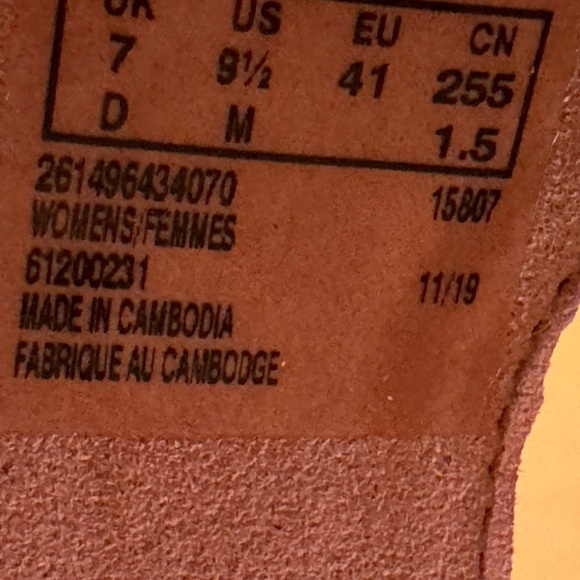 UK US EU CN
7 9½ 41 255
D M 1.5
261496434070 15807
WOMENS/FEMMES
61200231 11/19
MADE IN CAMBODIA
FABRIQUE AU CAMBODGE